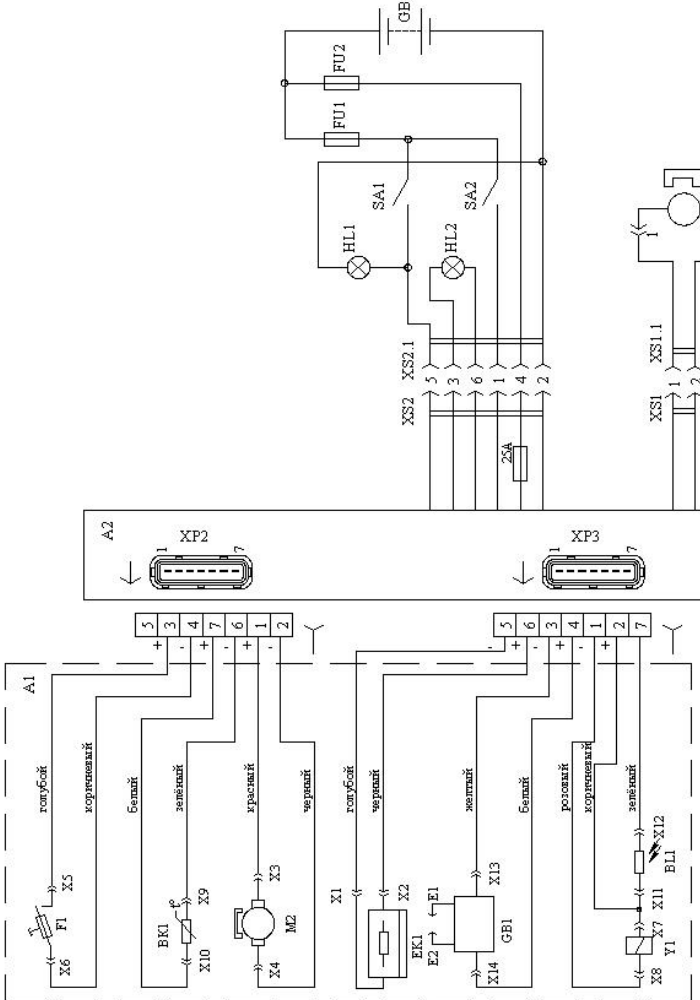 GB
FU2
FU1
SA1
SA2
HL1
HL2
1
XS2.1
XS1.1
5
3
6
1
4
2
1
2
XS2
XS1
25А
A2
XP2
1
7
XP3
1
7
5
3
4
7
6
1
2
5
6
3
4
1
2
7
+
-
+
-
+
-
-
+
-
+
-
+
A1
голубой
коричневый
белый
зелёный
красный
черный
голубой
черный
желтый
белый
розовый
коричневый
зелёный
X5
F1
X6
X9
t°
BK1
X10
X3
M2
X4
X1
X2
EK1
E1
E2
X13
GB1
X14
X12
BL1
X11
X7
Y1
X8